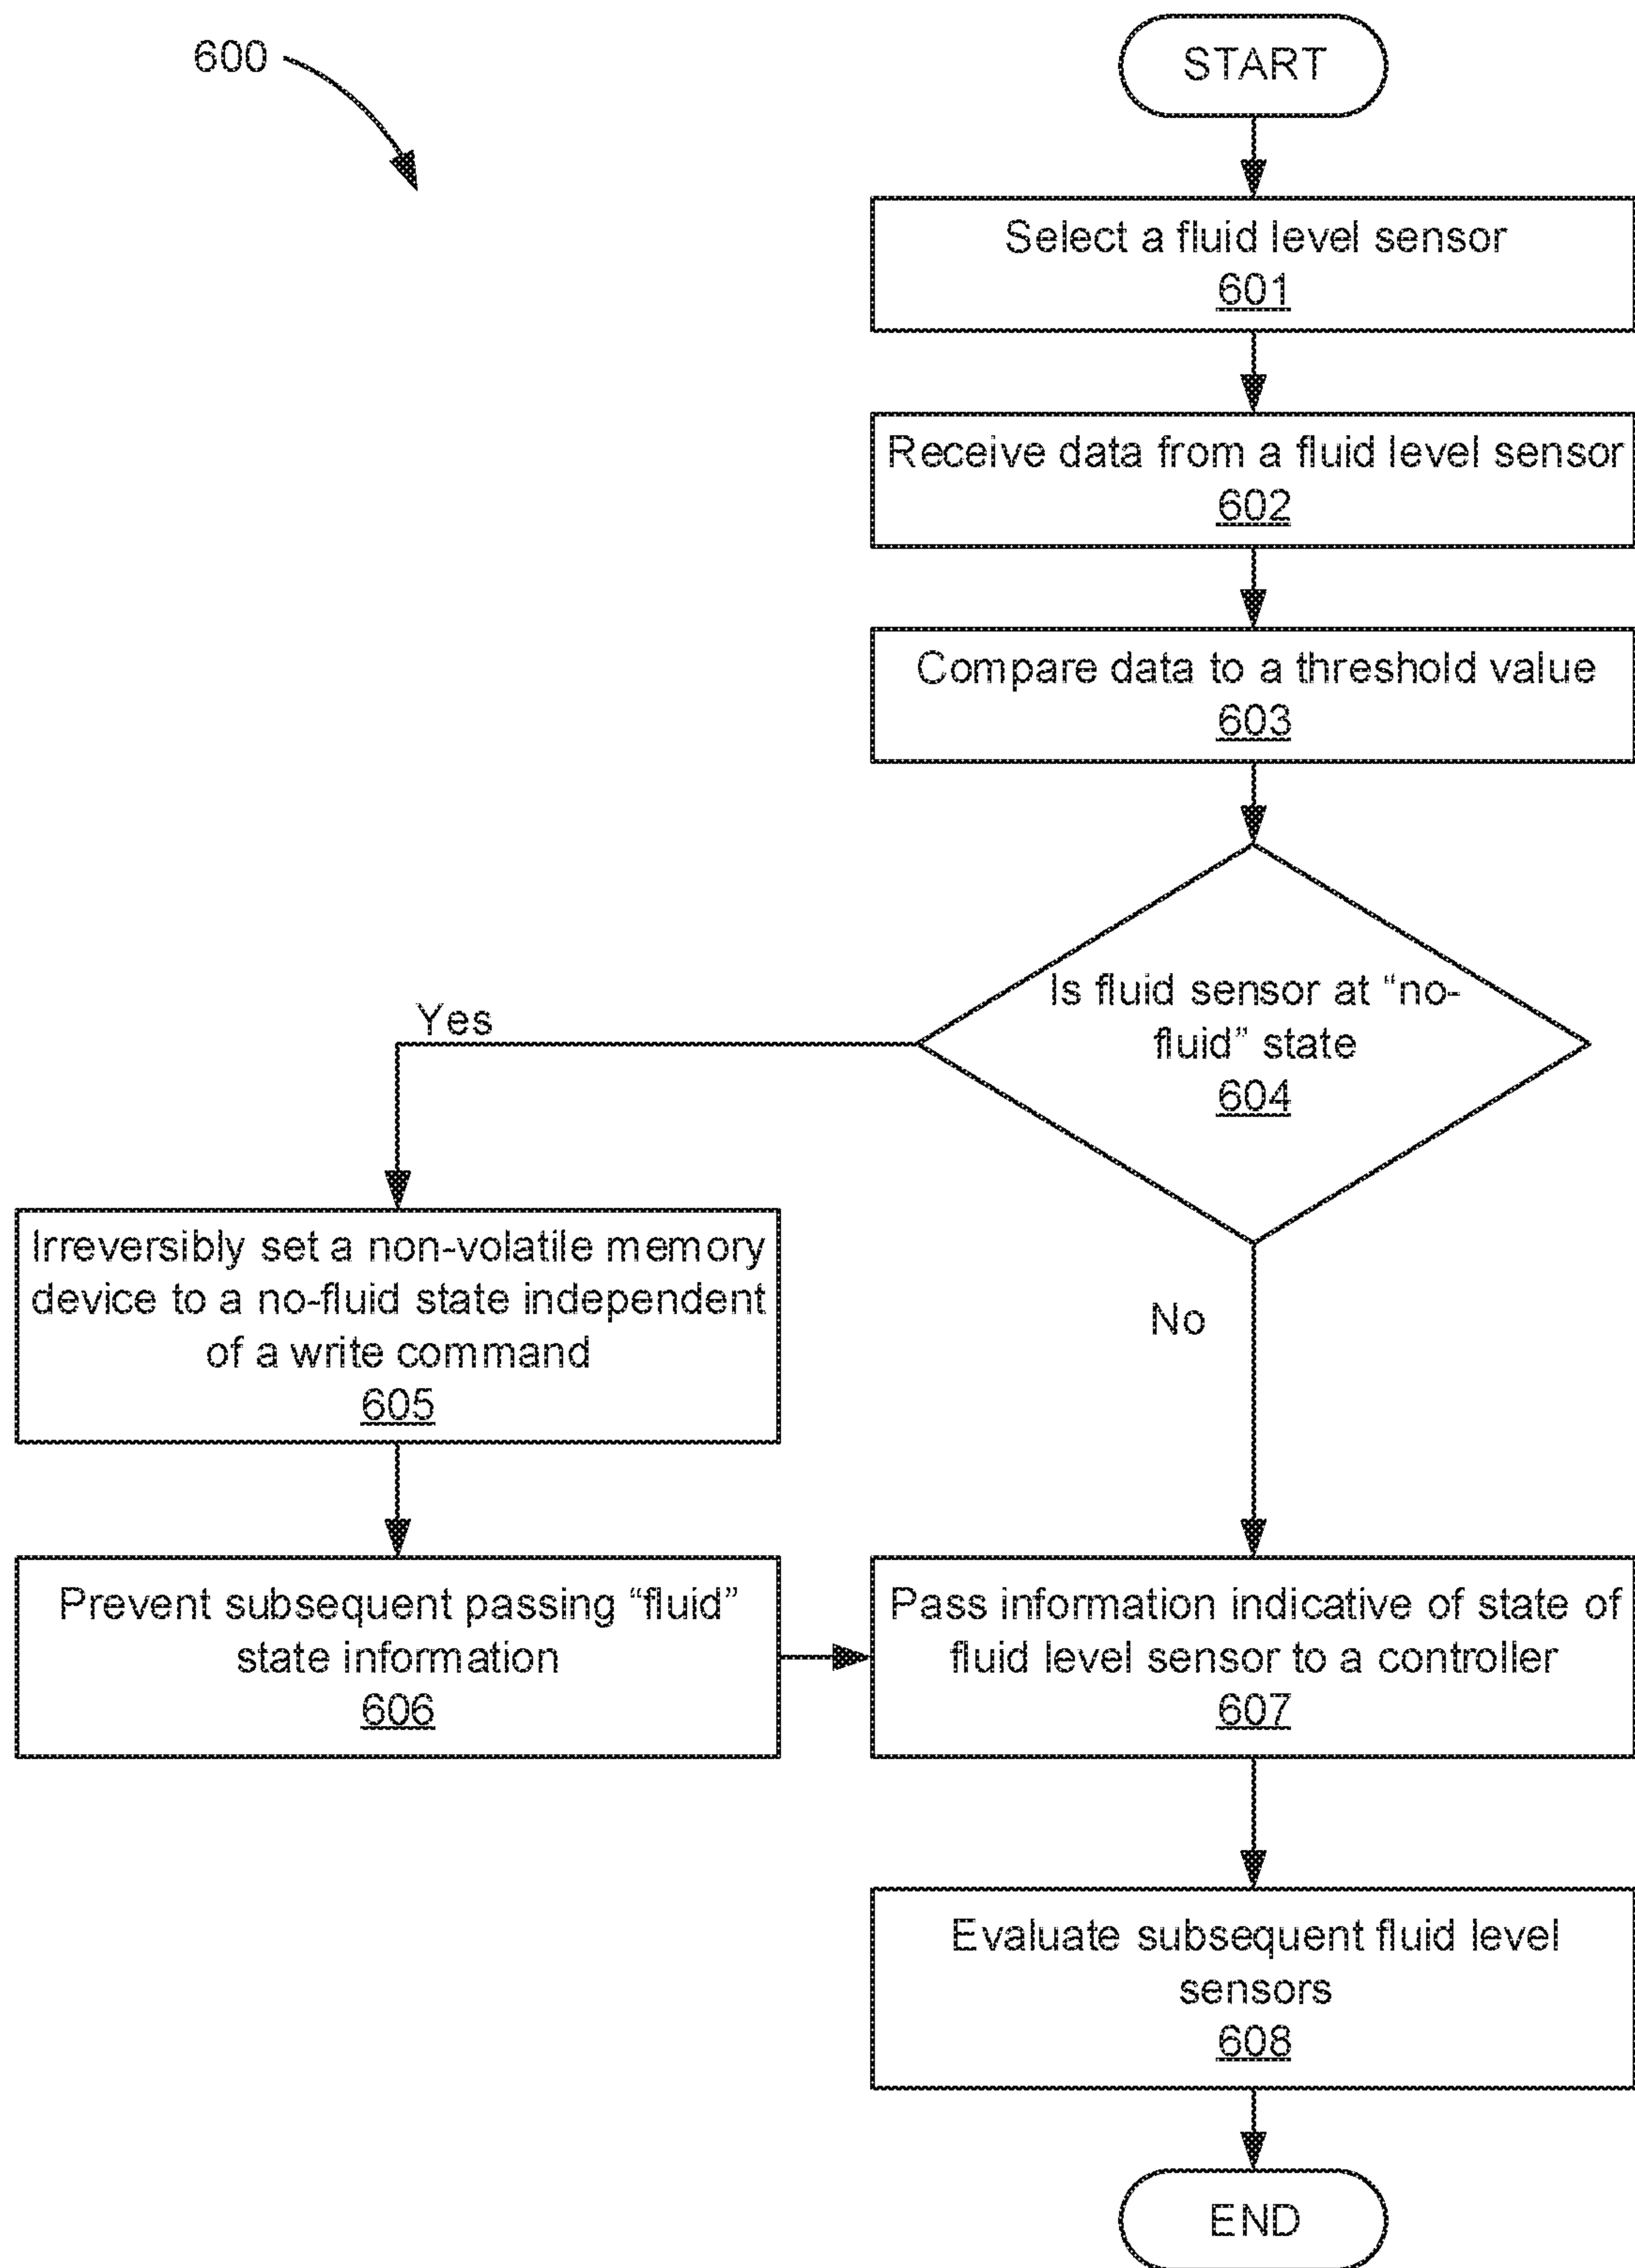 600
START
Select a fluid level sensor
601
Receive data from a fluid level sensor
602
Compare data to a threshold value
603
Is fluid sensor at “no-
fluid” state
604
Yes
No
Irreversibly set a non-volatile memory
device to a no-fluid state independent
of a write command
605
Prevent subsequent passing “fluid”
state information
606
Pass information indicative of state of
fluid level sensor to a controller
607
Evaluate subsequent fluid level
sensors
608
END